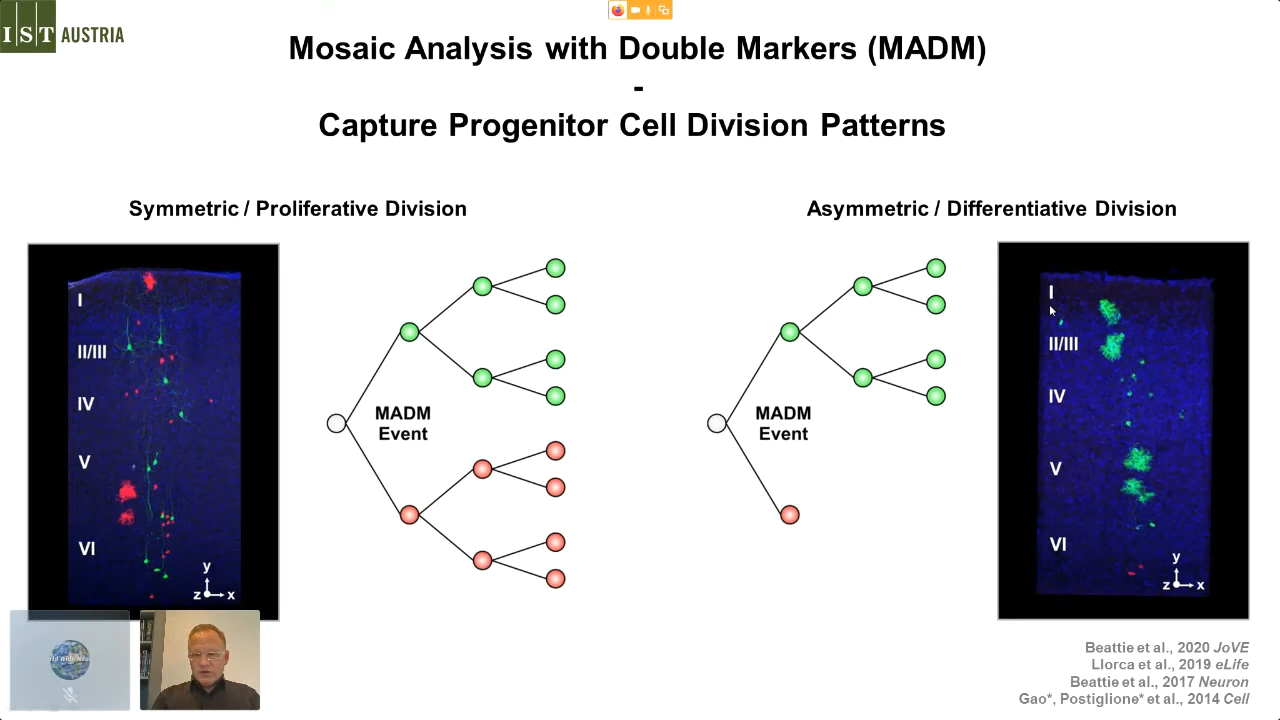 IST AUSTRIA
Mosaic Analysis with Double Markers (MADM)
-
Capture Progenitor Cell Division Patterns
Symmetric / Proliferative Division
Asymmetric / Differentiative Division
I
II/III
IV
V
VI
y
z x
MADM
Event
MADM
Event
I
II/III
IV
V
VI
y
z x
Beattie et al., 2020 JoVE
Llorca et al., 2019 eLife
Beattie et al., 2017 Neuron
Gao*, Postiglione* et al., 2014 Cell